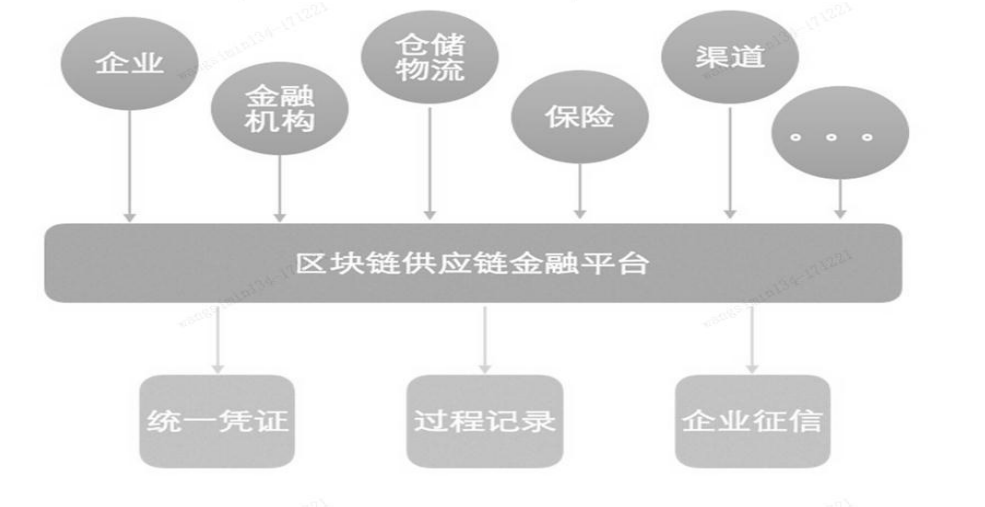 企业
金融
机构
仓储
物流
保险
渠道
。。。
区块链供应链金融平台
统一凭证
过程记录
企业征信